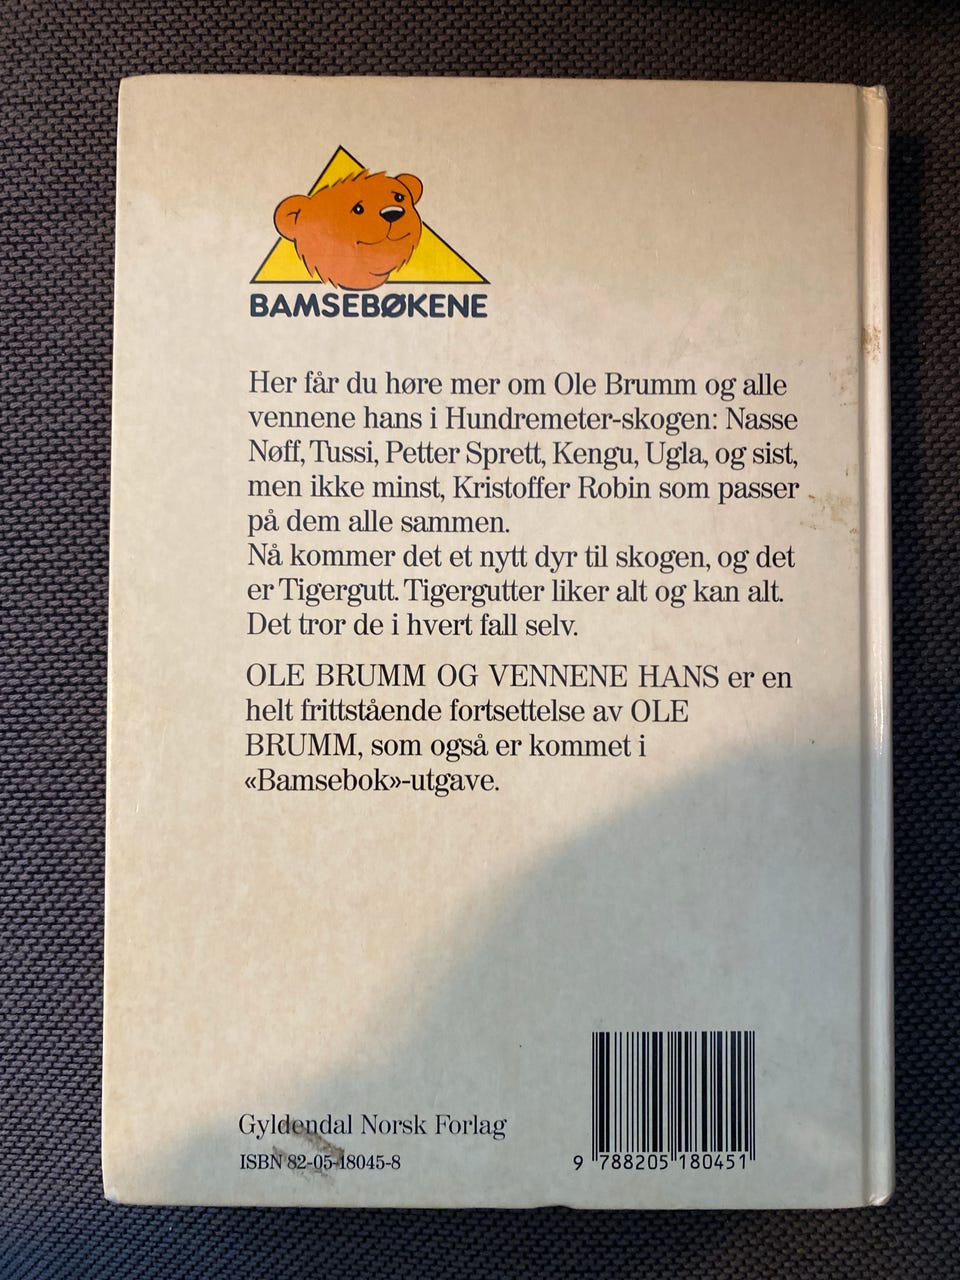 BAMSEBØKENE
Her får du høre mer om Ole Brumm og alle
vennene hans i Hundremeter-skogen: Nasse
Nøff, Tussi, Petter Sprett, Kengu, Ugla, og sist,
men ikke minst, Kristoffer Robin som passer
på dem alle sammen.
Nå kommer det et nytt dyr til skogen, og det
er Tigergutt. Tigergutter liker alt og kan alt.
Det tror de i hvert fall selv.
OLE BRUMM OG VENNENE HANS er en
helt frittstående fortsettelse av OLE
BRUMM, som også er kommet i
«Bamsebok»-utgave.
Gyldendal Norsk Forlag
ISBN 82-05-18045-8
9 788205 180451